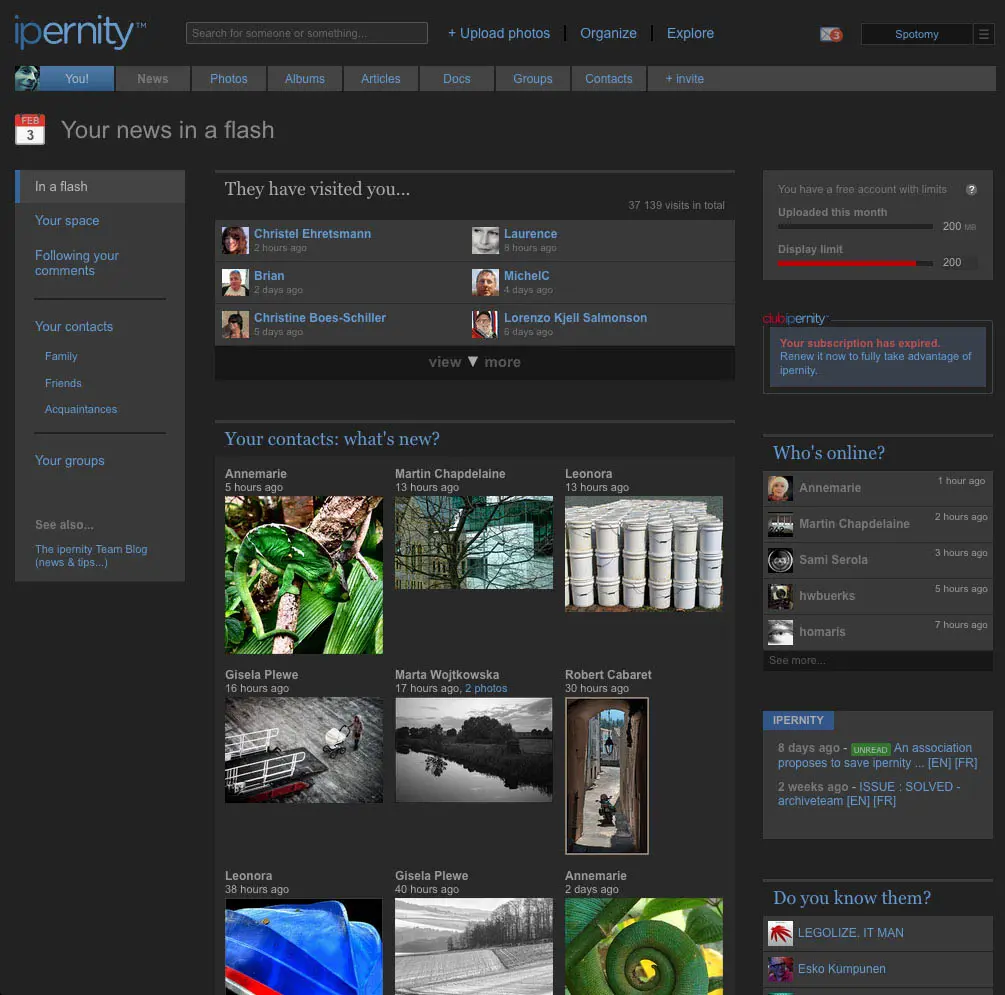 ipernity™
Search for someone or something...
+ Upload photos
Organize
Explore
3
Spotomy
You!
News
Photos
Albums
Articles
Docs
Groups
Contacts
+ invite
FEB
3
Your news in a flash
In a flash
Your space
Following your
comments
Your contacts
Family
Friends
Acquaintances
Your groups
See also...
The ipernity Team Blog
(news & tips...)
They have visited you...
37 139 visits in total
Christel Ehretsmann
2 hours ago
Laurence
8 hours ago
Brian
2 days ago
MichelC
4 days ago
Christine Boes-Schiller
5 days ago
Lorenzo Kjell Salmonson
6 days ago
view ▼ more
Your contacts: what's new?
Annemarie
5 hours ago
Martin Chapdelaine
13 hours ago
Leonora
13 hours ago
Gisela Plewe
16 hours ago
Marta Wojtkowska
17 hours ago, 2 photos
Robert Cabaret
30 hours ago
Leonora
38 hours ago
Gisela Plewe
40 hours ago
Annemarie
2 days ago
You have a free account with limits ?
Uploaded this month
200 MB
Display limit
200
clubipernity™
Your subscription has expired.
Renew it now to fully take advantage of
ipernity.
Who's online?
Annemarie
1 hour ago
Martin Chapdelaine
2 hours ago
Sami Serola
3 hours ago
hwbuerks
5 hours ago
homaris
7 hours ago
See more...
IPERNITY
8 days ago - UNREAD An association
proposes to save ipernity ... [EN] [FR]
2 weeks ago - ISSUE : SOLVED -
archiveteam [EN] [FR]
Do you know them?
LEGOLIZE. IT MAN
Esko Kumpunen